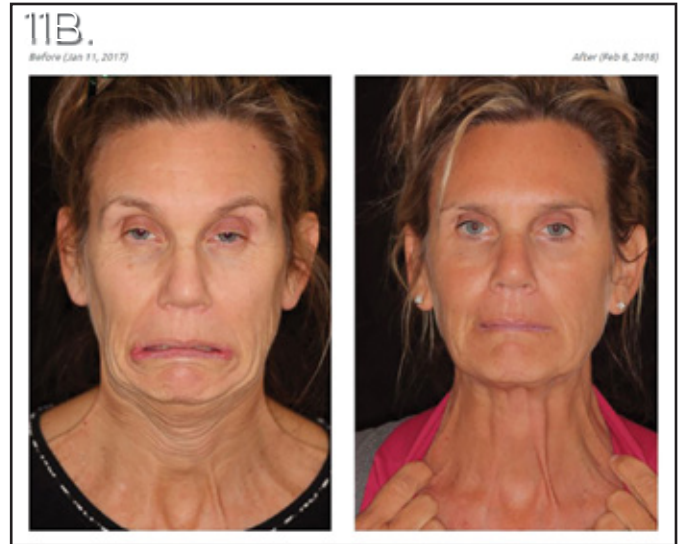 11B.
Before (Jan 11, 2017)
After (Feb 8, 2018)